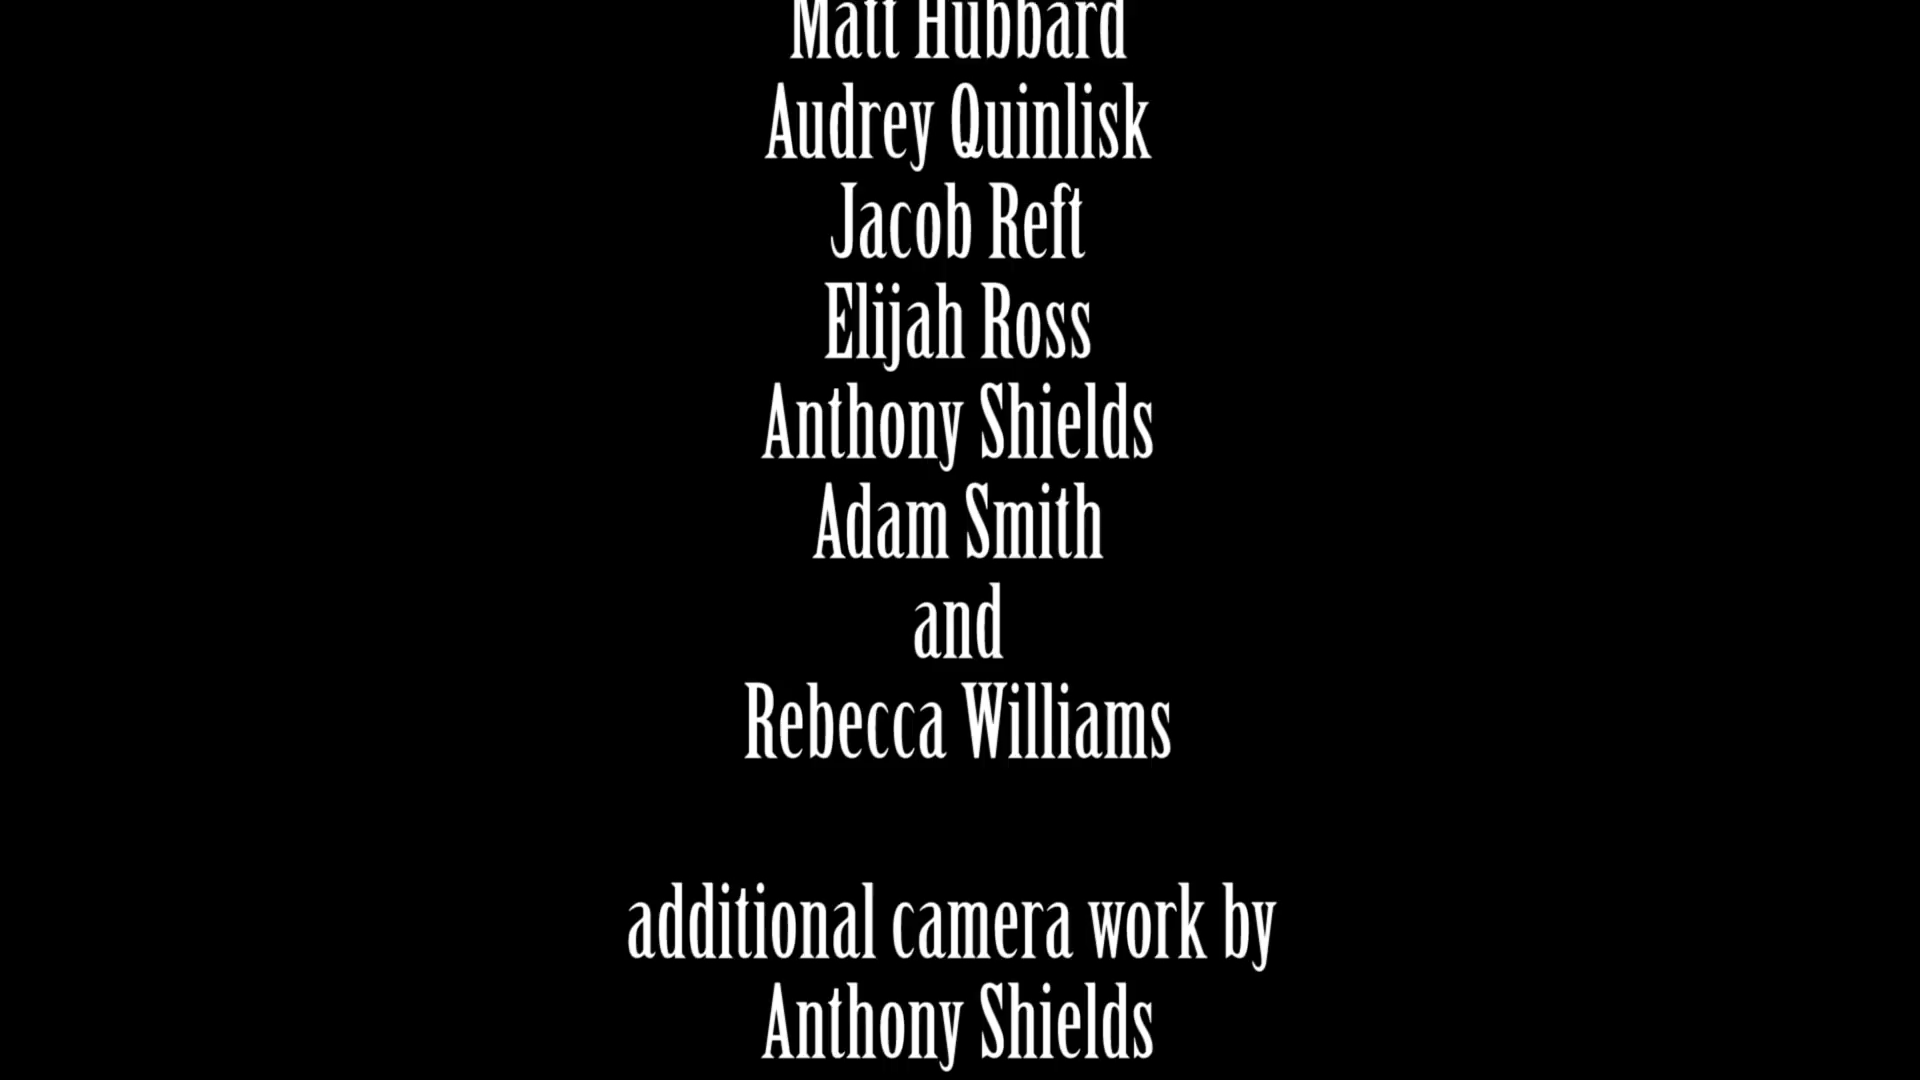 Matt Hubbard
Audrey Quinlisk
Jacob Reft
Elijah Ross
Anthony Shields
Adam Smith
and
Rebecca Williams
additional camera work by
Anthony Shields